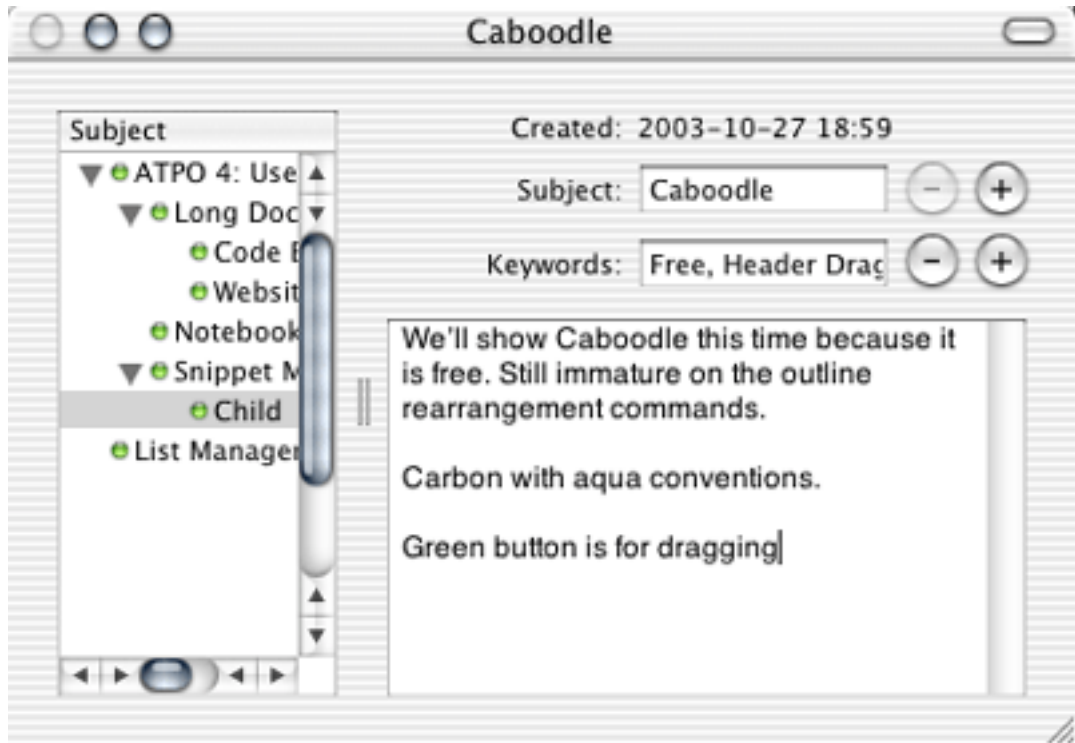 Caboodle
Subject
ATPO 4: Use
Long Doc
Code E
Websit
Notebook
Snippet M
Child
List Manager
Created: 2003-10-27 18:59
Subject: Caboodle
Keywords: Free, Header Drag
We'll show Caboodle this time because it
is free. Still immature on the outline
rearrangement commands.
Carbon with aqua conventions.
Green button is for dragging